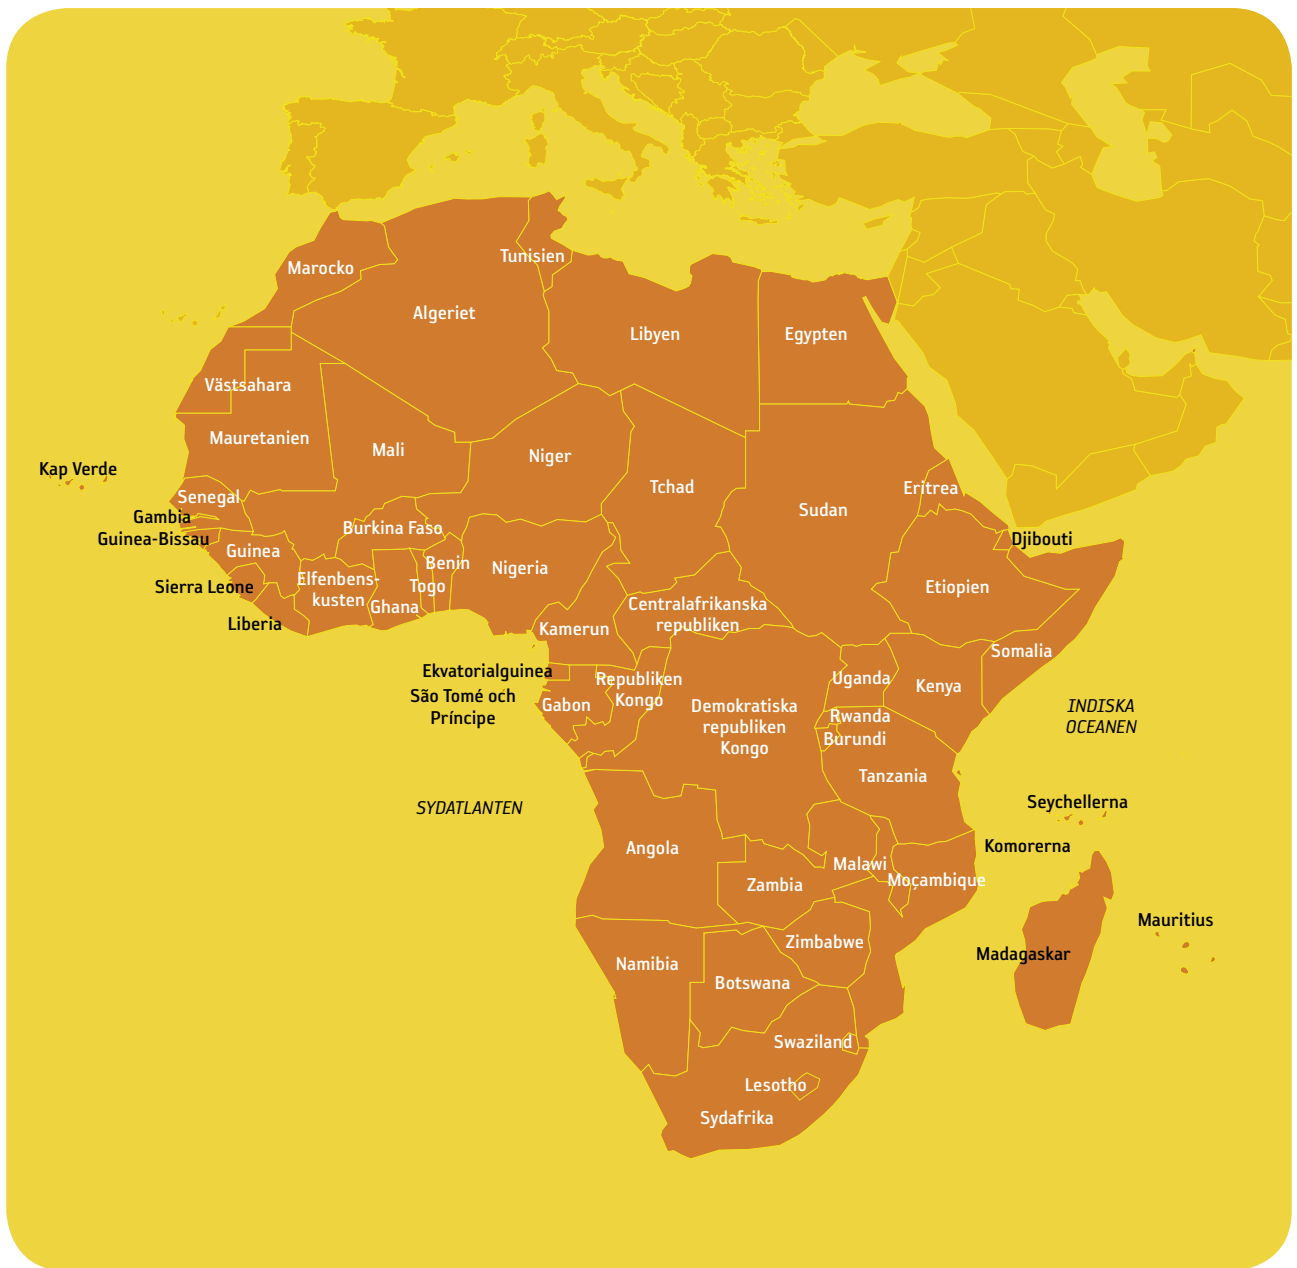 Tunisien
Marocko
Algeriet
Libyen
Egypten
Västsahara
Mauretanien
Mali
Niger
Kap Verde
Tchad
Eritrea
Senegal
Sudan
Gambia
Burkina Faso
Guinea-Bissau
Djibouti
Guinea
Benin
Nigeria
Elfenbens-
kusten
Togo
Etiopien
Sierra Leone
Ghana
Centralafrikanska
republiken
Liberia
Kamerun
Somalia
Ekvatorialguinea
Republiken
Kongo
Uganda
Kenya
São Tomé och
Príncipe
Gabon
Demokratiska
republiken
Kongo
Rwanda
INDISKA
OCEANEN
Burundi
Tanzania
SYDATLANTEN
Seychellerna
Angola
Komorerna
Malawi
Zambia
Moçambique
Mauritius
Zimbabwe
Madagaskar
Namibia
Botswana
Swaziland
Lesotho
Sydafrika